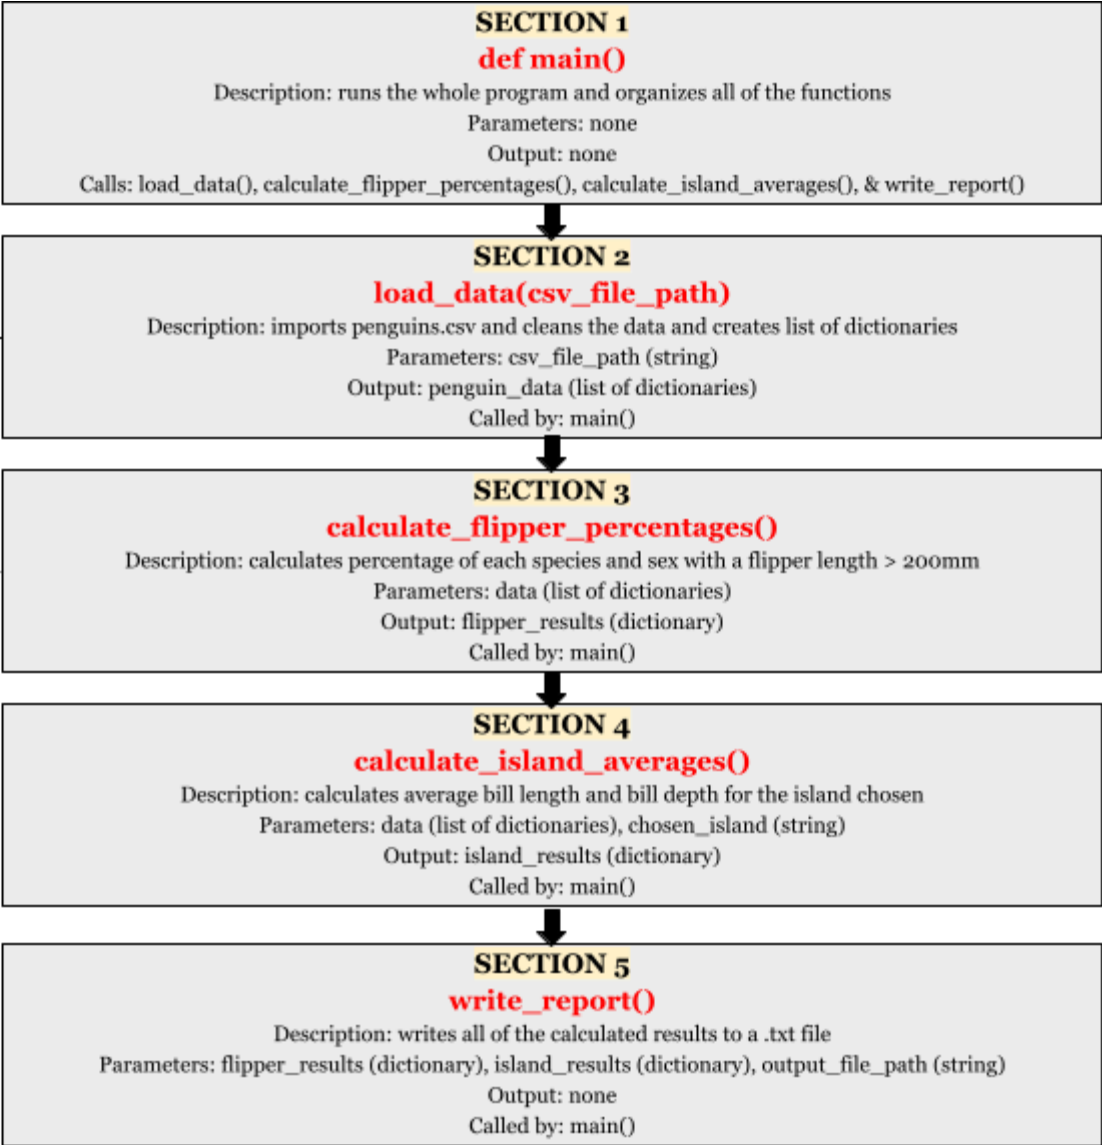 SECTION 1
def main()
Description: runs the whole program and organizes all of the functions
Parameters: none
Output: none
Calls: load_data(), calculate_flipper_percentages(), calculate_island_averages(), & write_report()
SECTION 2
load_data(csv_file_path)
Description: imports penguins.csv and cleans the data and creates list of dictionaries
Parameters: csv_file_path (string)
Output: penguin_data (list of dictionaries)
Called by: main()
SECTION 3
calculate_flipper_percentages()
Description: calculates percentage of each species and sex with a flipper length > 200mm
Parameters: data (list of dictionaries)
Output: flipper_results (dictionary)
Called by: main()
SECTION 4
calculate_island_averages()
Description: calculates average bill length and bill depth for the island chosen
Parameters: data (list of dictionaries), chosen_island (string)
Output: island_results (dictionary)
Called by: main()
SECTION 5
write_report()
Description: writes all of the calculated results to a .txt file
Parameters: flipper_results (dictionary), island_results (dictionary), output_file_path (string)
Output: none
Called by: main()